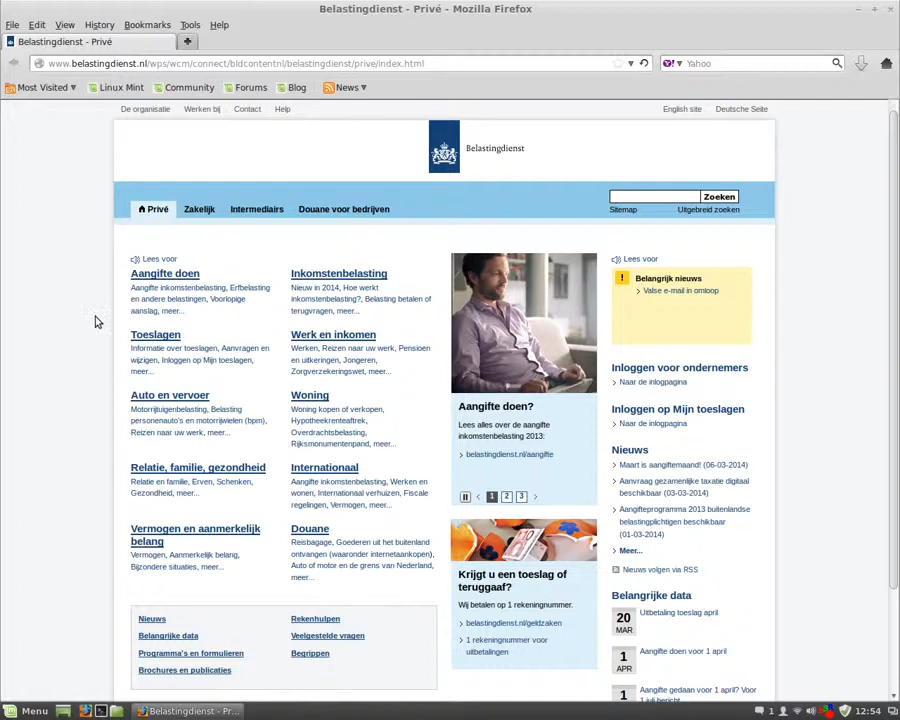 Belastingdienst - Privé - Mozilla Firefox
File Edit View History Bookmarks Tools Help
Belastingdienst - Privé
www.belastingdienst.nl/wps/wcm/connect/bldcontentnl/belastingdienst/prive/index.html
Yahoo
Most Visited Linux Mint Community Forums Blog News
De organisatie Werken bij Contact Help
English site Deutsche Seite
Belastingdienst
Privé Zakelijk Intermediairs Douane voor bedrijven
Zoeken
Sitemap Uitgebreid zoeken
Lees voor
Aangifte doen
Aangifte inkomstenbelasting, Erfbelasting
en andere belastingen, Voorlopige
aanslag, meer...
Toeslagen
Informatie over toeslagen, Aanvragen en
wijzigen, Inloggen op Mijn toeslagen,
meer...
Auto en vervoer
Motorrijtuigenbelasting, Belasting
personenauto's en motorrijwielen (bpm),
Reizen naar uw werk, meer...
Relatie, familie, gezondheid
Relatie en familie, Erven, Schenken,
Gezondheid, meer...
Vermogen en aanmerkelijk
belang
Vermogen, Aanmerkelijk belang,
Bijzondere situaties, meer...
Inkomstenbelasting
Nieuw in 2014, Hoe werkt
inkomstenbelasting?, Belasting betalen of
terugvragen, meer...
Werk en inkomen
Werken, Reizen naar uw werk, Pensioen
en uitkeringen, Jongeren,
Zorgverzekeringswet, meer...
Woning
Woning kopen of verkopen,
Hypotheekrenteaftrek,
Overdrachtsbelasting,
Rijksmonumentenpand, meer...
Internationaal
Aangifte inkomstenbelasting, Werken en
wonen, Internationaal verhuizen, Fiscale
regelingen, Vermogen, meer...
Douane
Reisbagage, Goederen uit het buitenland
ontvangen (waaronder internetaankopen),
Auto of motor en de grens van Nederland,
meer...
Nieuws
Belangrijke data
Programma's en formulieren
Brochures en publicaties
Rekenhulpen
Veelgestelde vragen
Begrippen
Aangifte doen?
Lees alles over de aangifte
inkomstenbelasting 2013:
belastingdienst.nl/aangifte
1 2 3
Krijgt u een toeslag of
teruggaaf?
Wij betalen op 1 rekeningnummer.
belastingdienst.nl/geldzaken
1 rekeningnummer voor
uitbetalingen
Lees voor
! Belangrijk nieuws
Valse e-mail in omloop
Inloggen voor ondernemers
Naar de inlogpagina
Inloggen op Mijn toeslagen
Naar de inlogpagina
Nieuws
Maart is aangiftemaand! (06-03-2014)
Aanvraag gezamenlijke taxatie digitaal
beschikbaar (03-03-2014)
Aangifteprogramma 2013 buitenlandse
belastingplichtigen beschikbaar
(01-03-2014)
Meer...
Nieuws volgen via RSS
Belangrijke data
20 MAR Uitbetaling toeslag april
1 APR Aangifte doen voor 1 april
1 Aangifte gedaan voor 1 april? Voor
1 juli bericht
Menu
Belastingdienst - Pr...
1
12:54